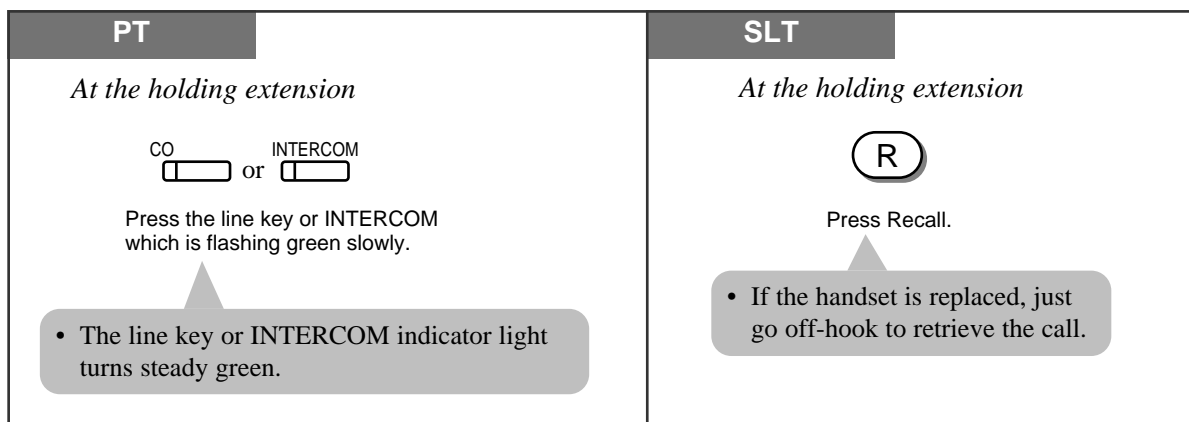 PT
At the holding extension
CO or INTERCOM
Press the line key or INTERCOM
which is flashing green slowly.
• The line key or INTERCOM indicator light
turns steady green.
SLT
At the holding extension
R
Press Recall.
• If the handset is replaced, just
go off-hook to retrieve the call.